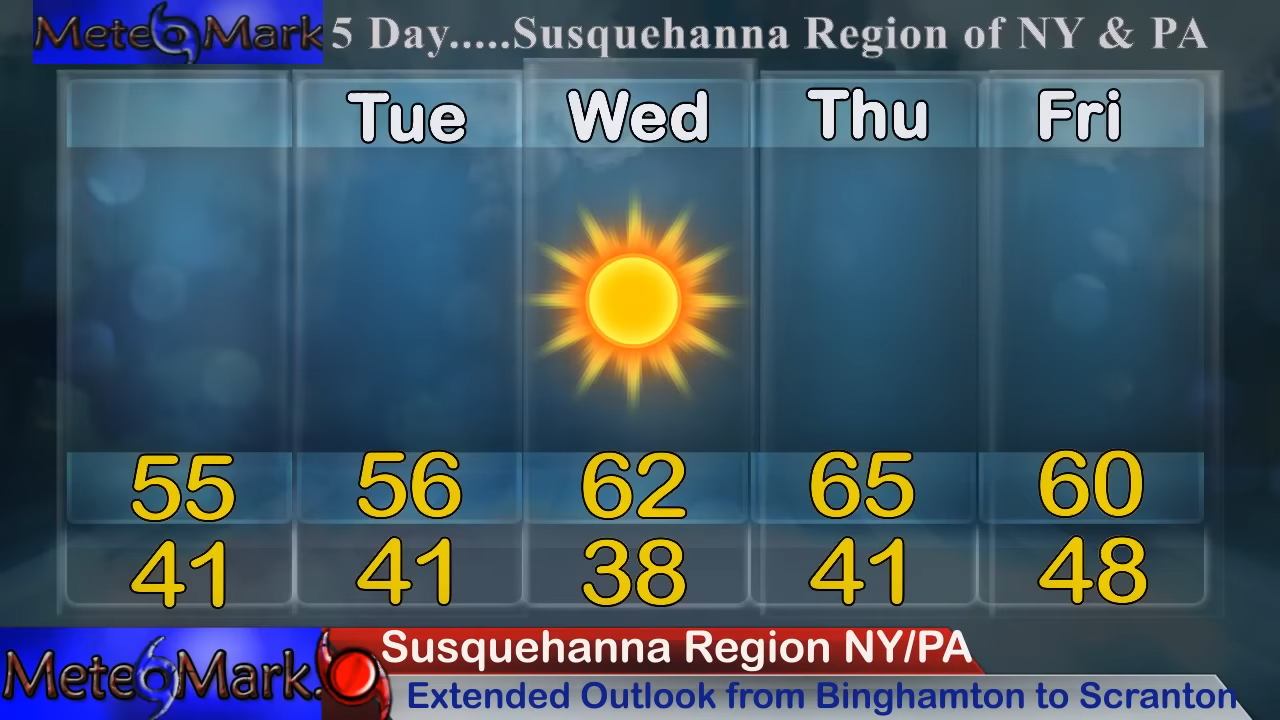 MeteoMark 5 Day.....Susquehanna Region of NY & PA
Tue Wed Thu Fri
55 56 62 65 60
41 41 38 41 48
MeteoMark.
Susquehanna Region NY/PA
Extended Outlook from Binghamton to Scranton